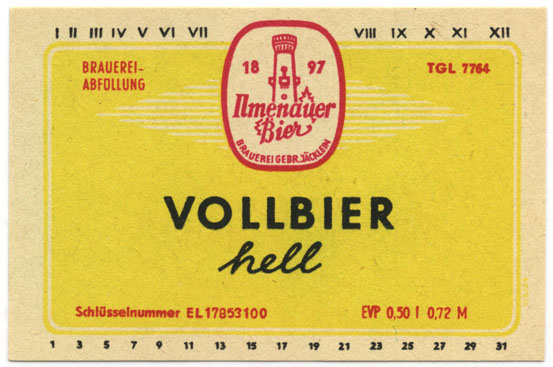 I II III IV V VI VII VIII IX X XI XII
BRAUEREI-
ABFÜLLUNG
18 97
TGL 7764
Ilmenauer
Bier
BRAUEREI GEBR. JÄCKLEIN
VOLLBIER
hell
Schlüsselnummer EL 17853100
EVP 0,50 l 0,72 M
1 3 5 7 9 11 13 15 17 19 21 23 25 27 29 31